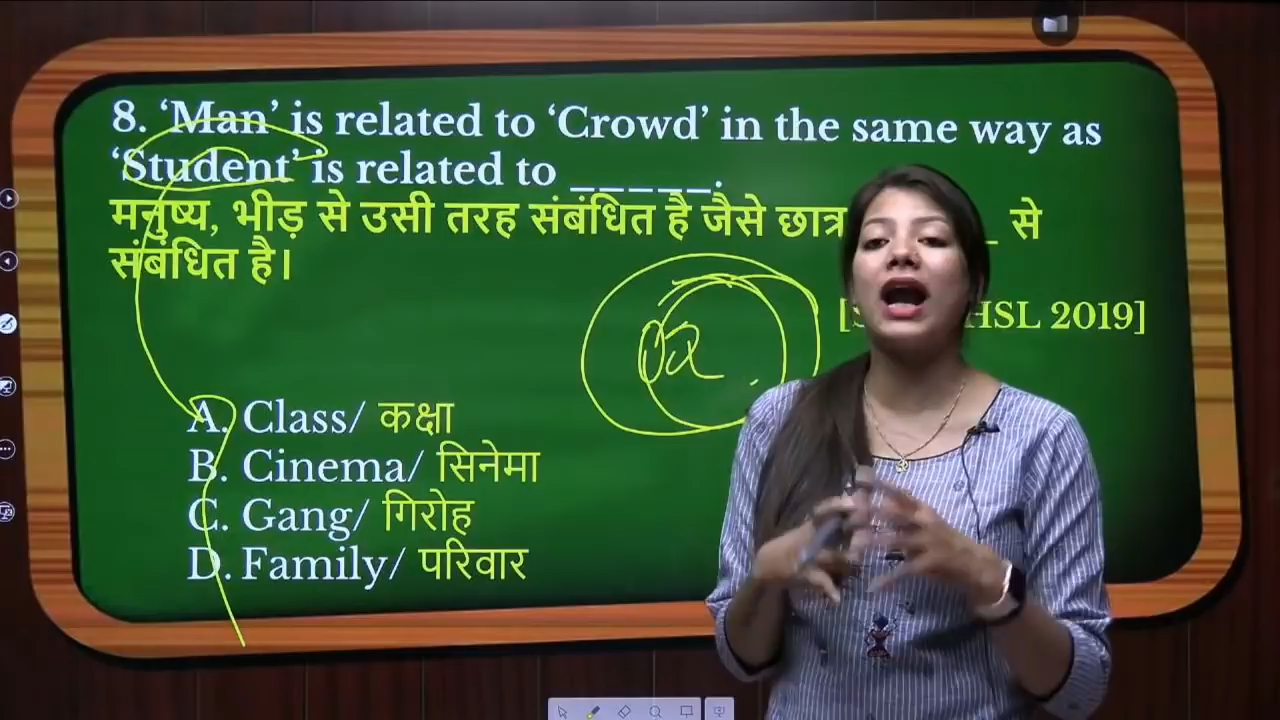 8. ‘Man’ is related to ‘Crowd’ in the same way as
‘Student’ is related to _____.
मनुष्य, भीड़ से उसी तरह संबंधित है जैसे छात्र _ से
संबंधित है।
HSL 2019]
A. Class/ कक्षा
B. Cinema/ सिनेमा
C. Gang/ गिरोह
D. Family/ परिवार